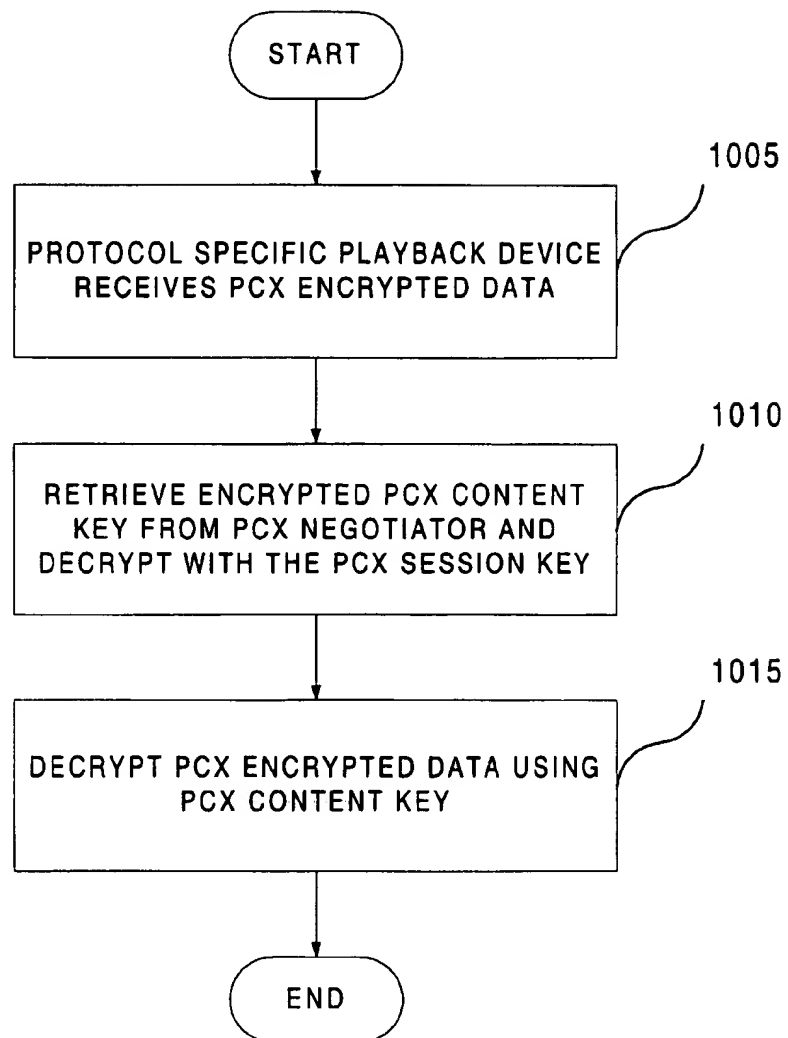 START
1005
PROTOCOL SPECIFIC PLAYBACK DEVICE
RECEIVES PCX ENCRYPTED DATA
1010
RETRIEVE ENCRYPTED PCX CONTENT
KEY FROM PCX NEGOTIATOR AND
DECRYPT WITH THE PCX SESSION KEY
1015
DECRYPT PCX ENCRYPTED DATA USING
PCX CONTENT KEY
END